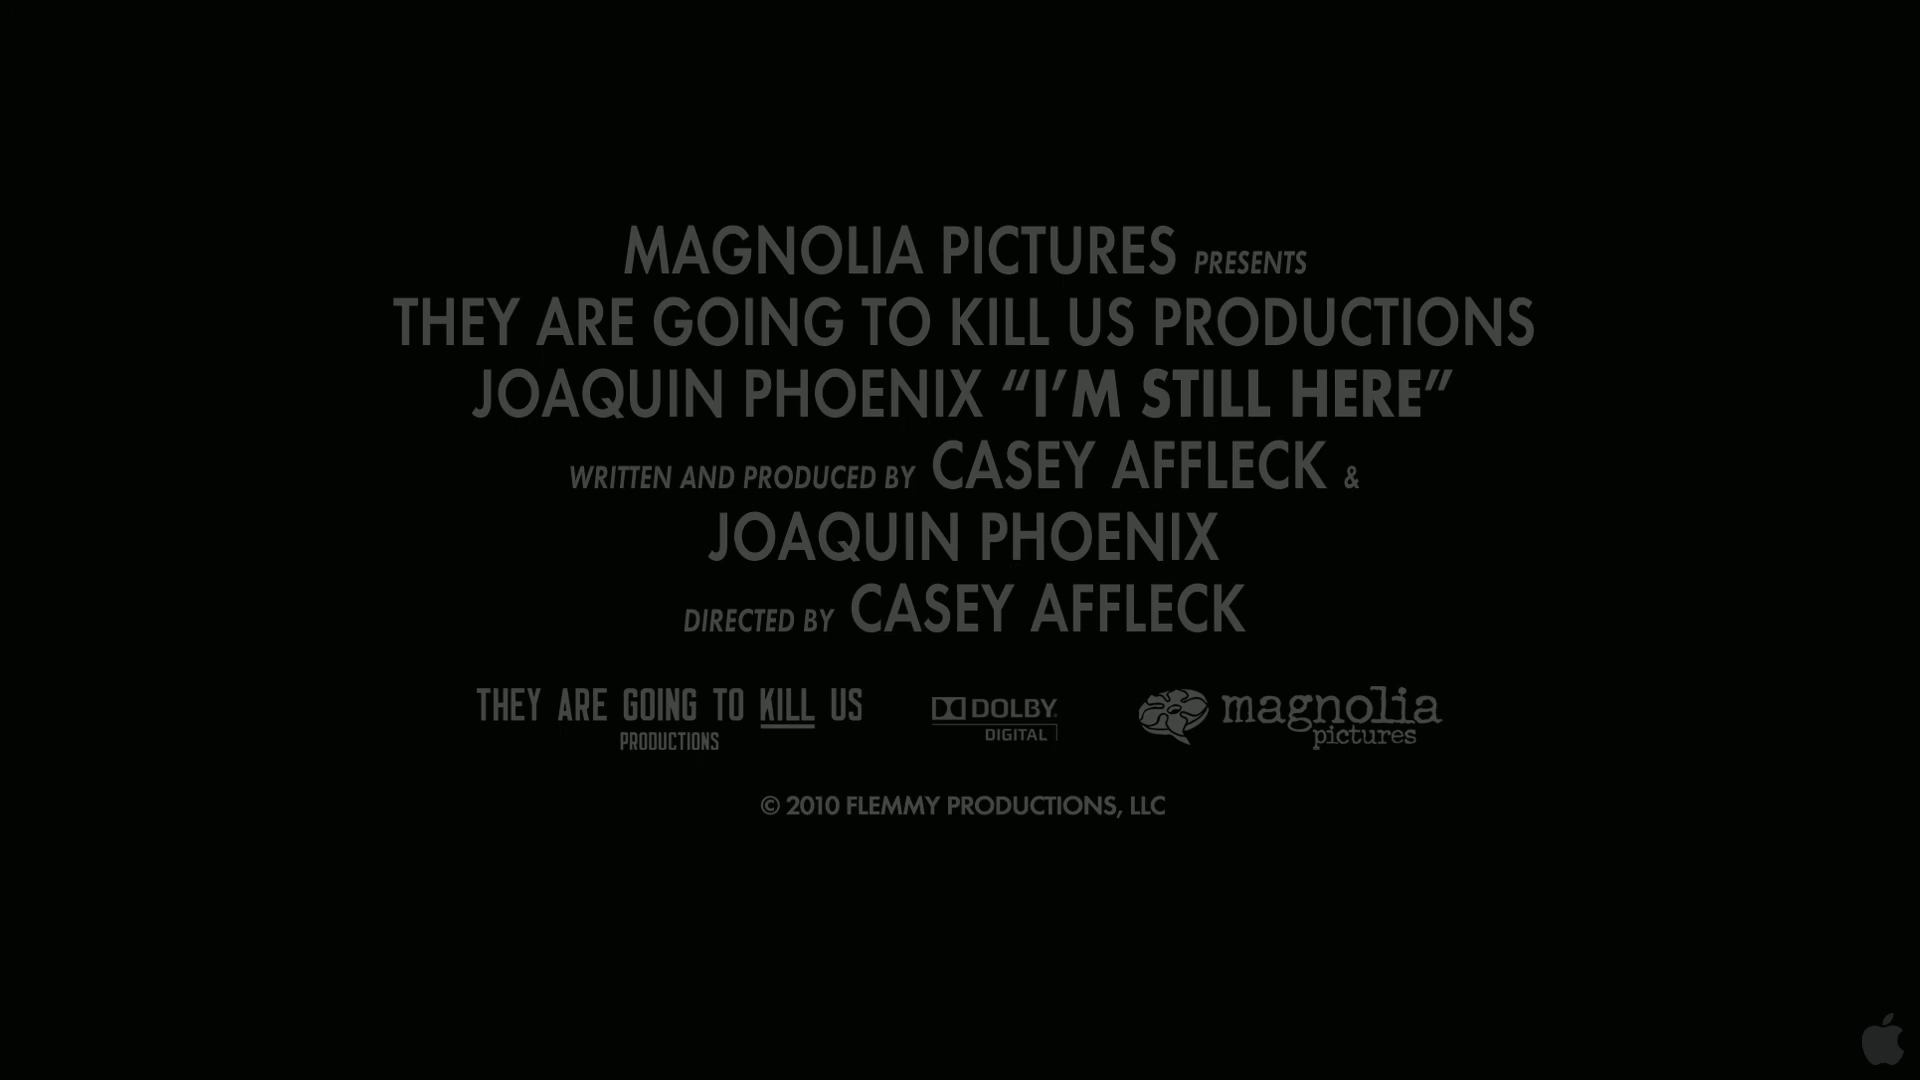 MAGNOLIA PICTURES PRESENTS
THEY ARE GOING TO KILL US PRODUCTIONS
JOAQUIN PHOENIX “I’M STILL HERE”
WRITTEN AND PRODUCED BY CASEY AFFLECK &
JOAQUIN PHOENIX
DIRECTED BY CASEY AFFLECK
THEY ARE GOING TO KILL US
PRODUCTIONS
DOLBY
DIGITAL
magnolia
pictures
© 2010 FLEMMY PRODUCTIONS, LLC